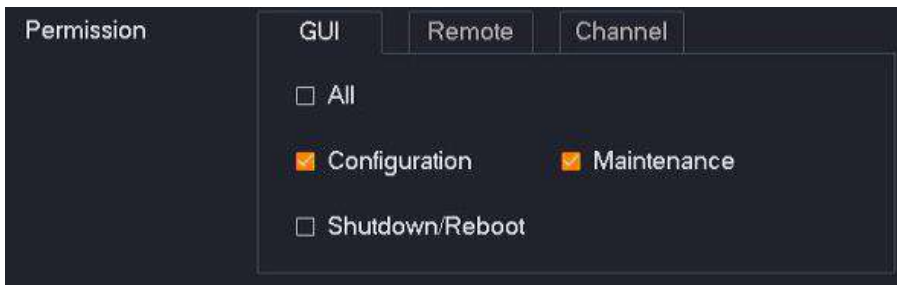 Permission GUI Remote Channel
All
Configuration Maintenance
Shutdown/Reboot